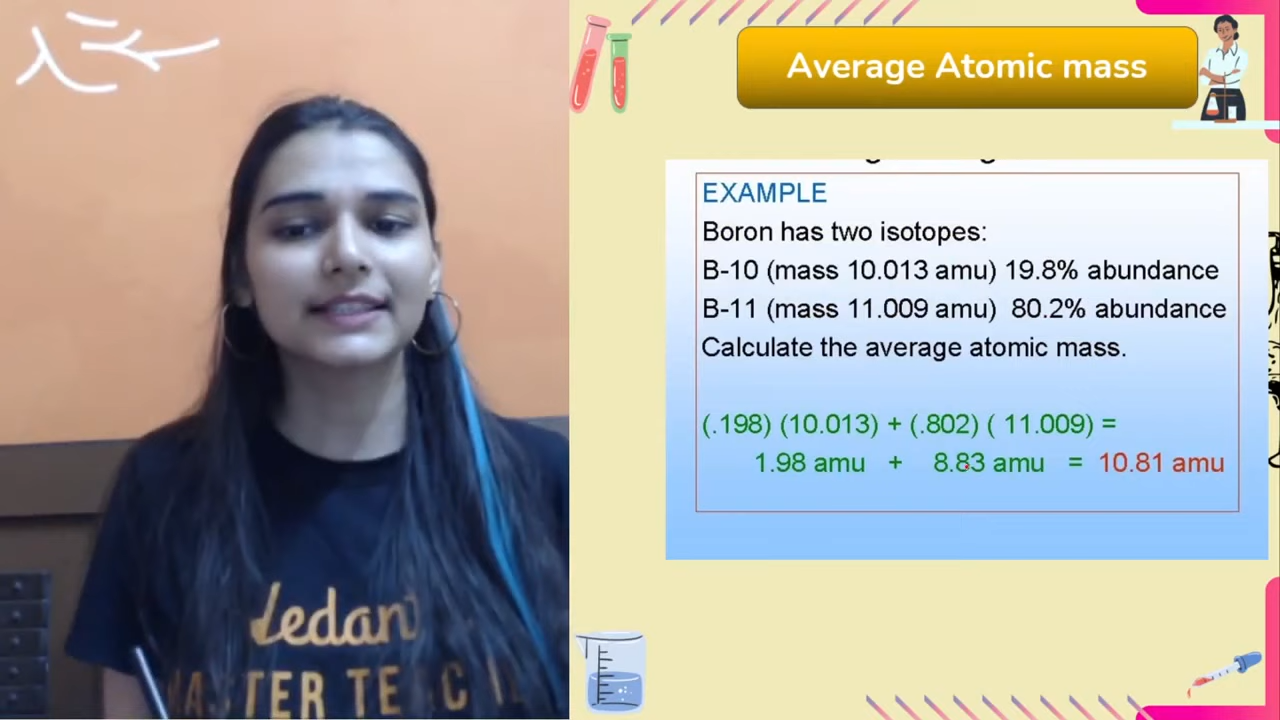 Average Atomic mass
EXAMPLE
Boron has two isotopes:
B-10 (mass 10.013 amu) 19.8% abundance
B-11 (mass 11.009 amu) 80.2% abundance
Calculate the average atomic mass.
(.198) (10.013) + (.802) ( 11.009) =
1.98 amu + 8.83 amu = 10.81 amu